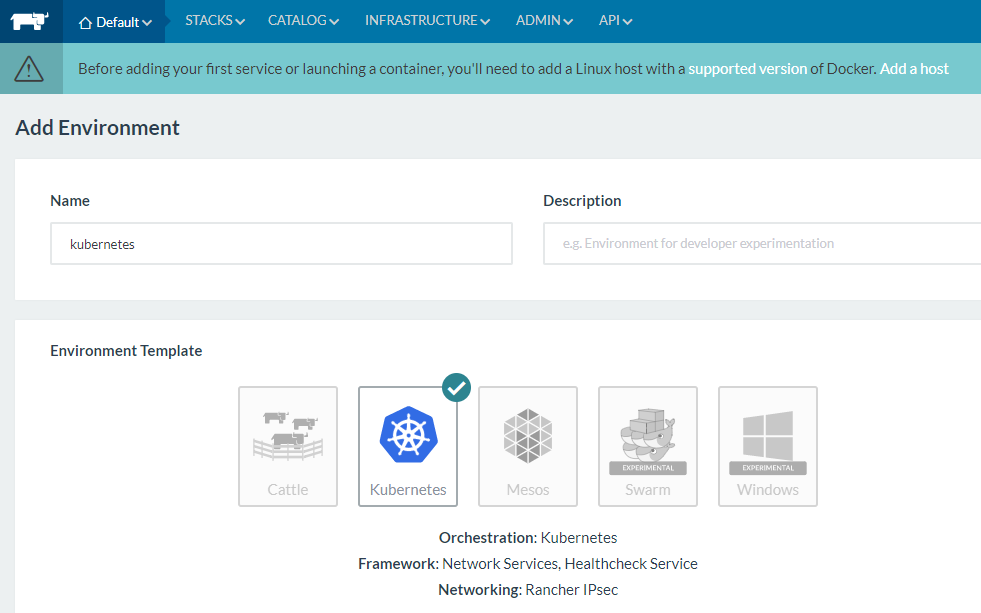 Default STACKS CATALOG INFRASTRUCTURE ADMIN API
Before adding your first service or launching a container, you'll need to add a Linux host with a supported version of Docker. Add a host
Add Environment
Name Description
kubernetes e.g. Environment for developer experimentation
Environment Template
EXPERIMENTAL EXPERIMENTAL
Cattle Kubernetes Mesos Swarm Windows
Orchestration: Kubernetes
Framework: Network Services, Healthcheck Service
Networking: Rancher IPsec